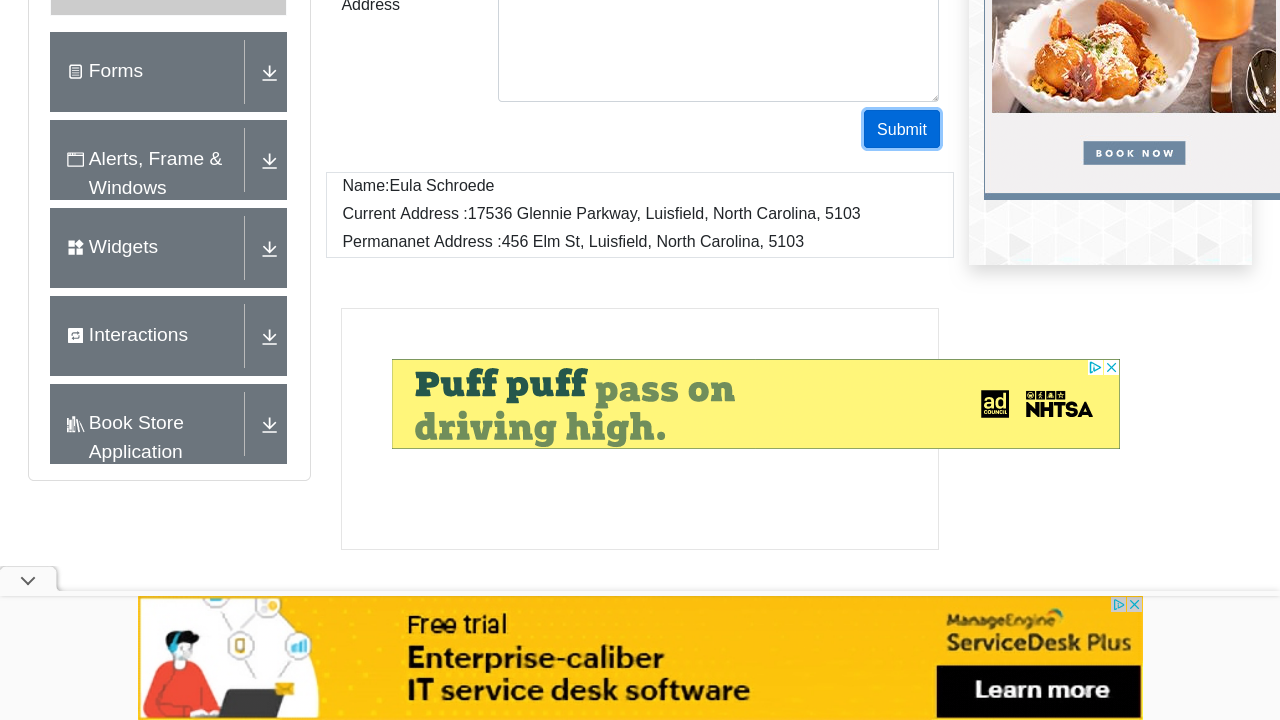 Address
Forms
Submit
Alerts, Frame &
Windows
BOOK NOW
Name:Eula Schroede
Current Address :17536 Glennie Parkway, Luisfield, North Carolina, 5103
Permananet Address :456 Elm St, Luisfield, North Carolina, 5103
Widgets
Interactions
Puff puff pass on
driving high.
ad
COUNCIL
NHTSA
Book Store
Application
Free trial
Enterprise-caliber
IT service desk software
ManageEngine
ServiceDesk Plus
Learn more